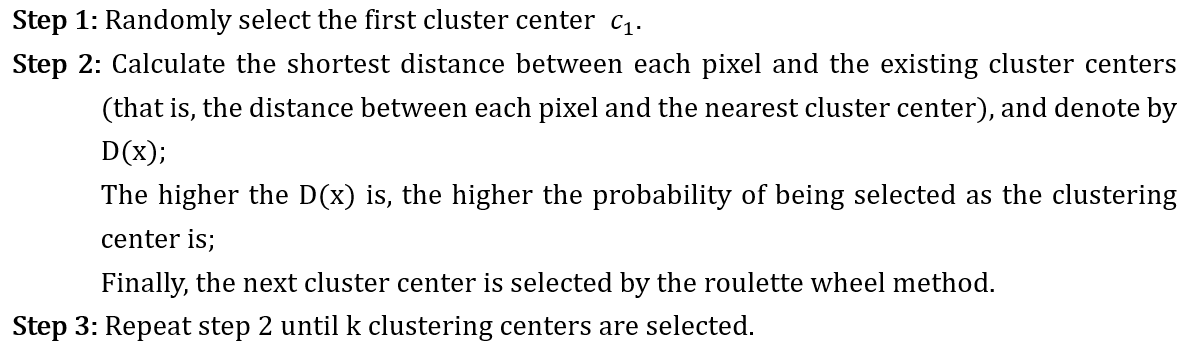 Step 1: Randomly select the first cluster center c₁.
Step 2: Calculate the shortest distance between each pixel and the existing cluster centers
(that is, the distance between each pixel and the nearest cluster center), and denote by
D(x);
The higher the D(x) is, the higher the probability of being selected as the clustering
center is;
Finally, the next cluster center is selected by the roulette wheel method.
Step 3: Repeat step 2 until k clustering centers are selected.